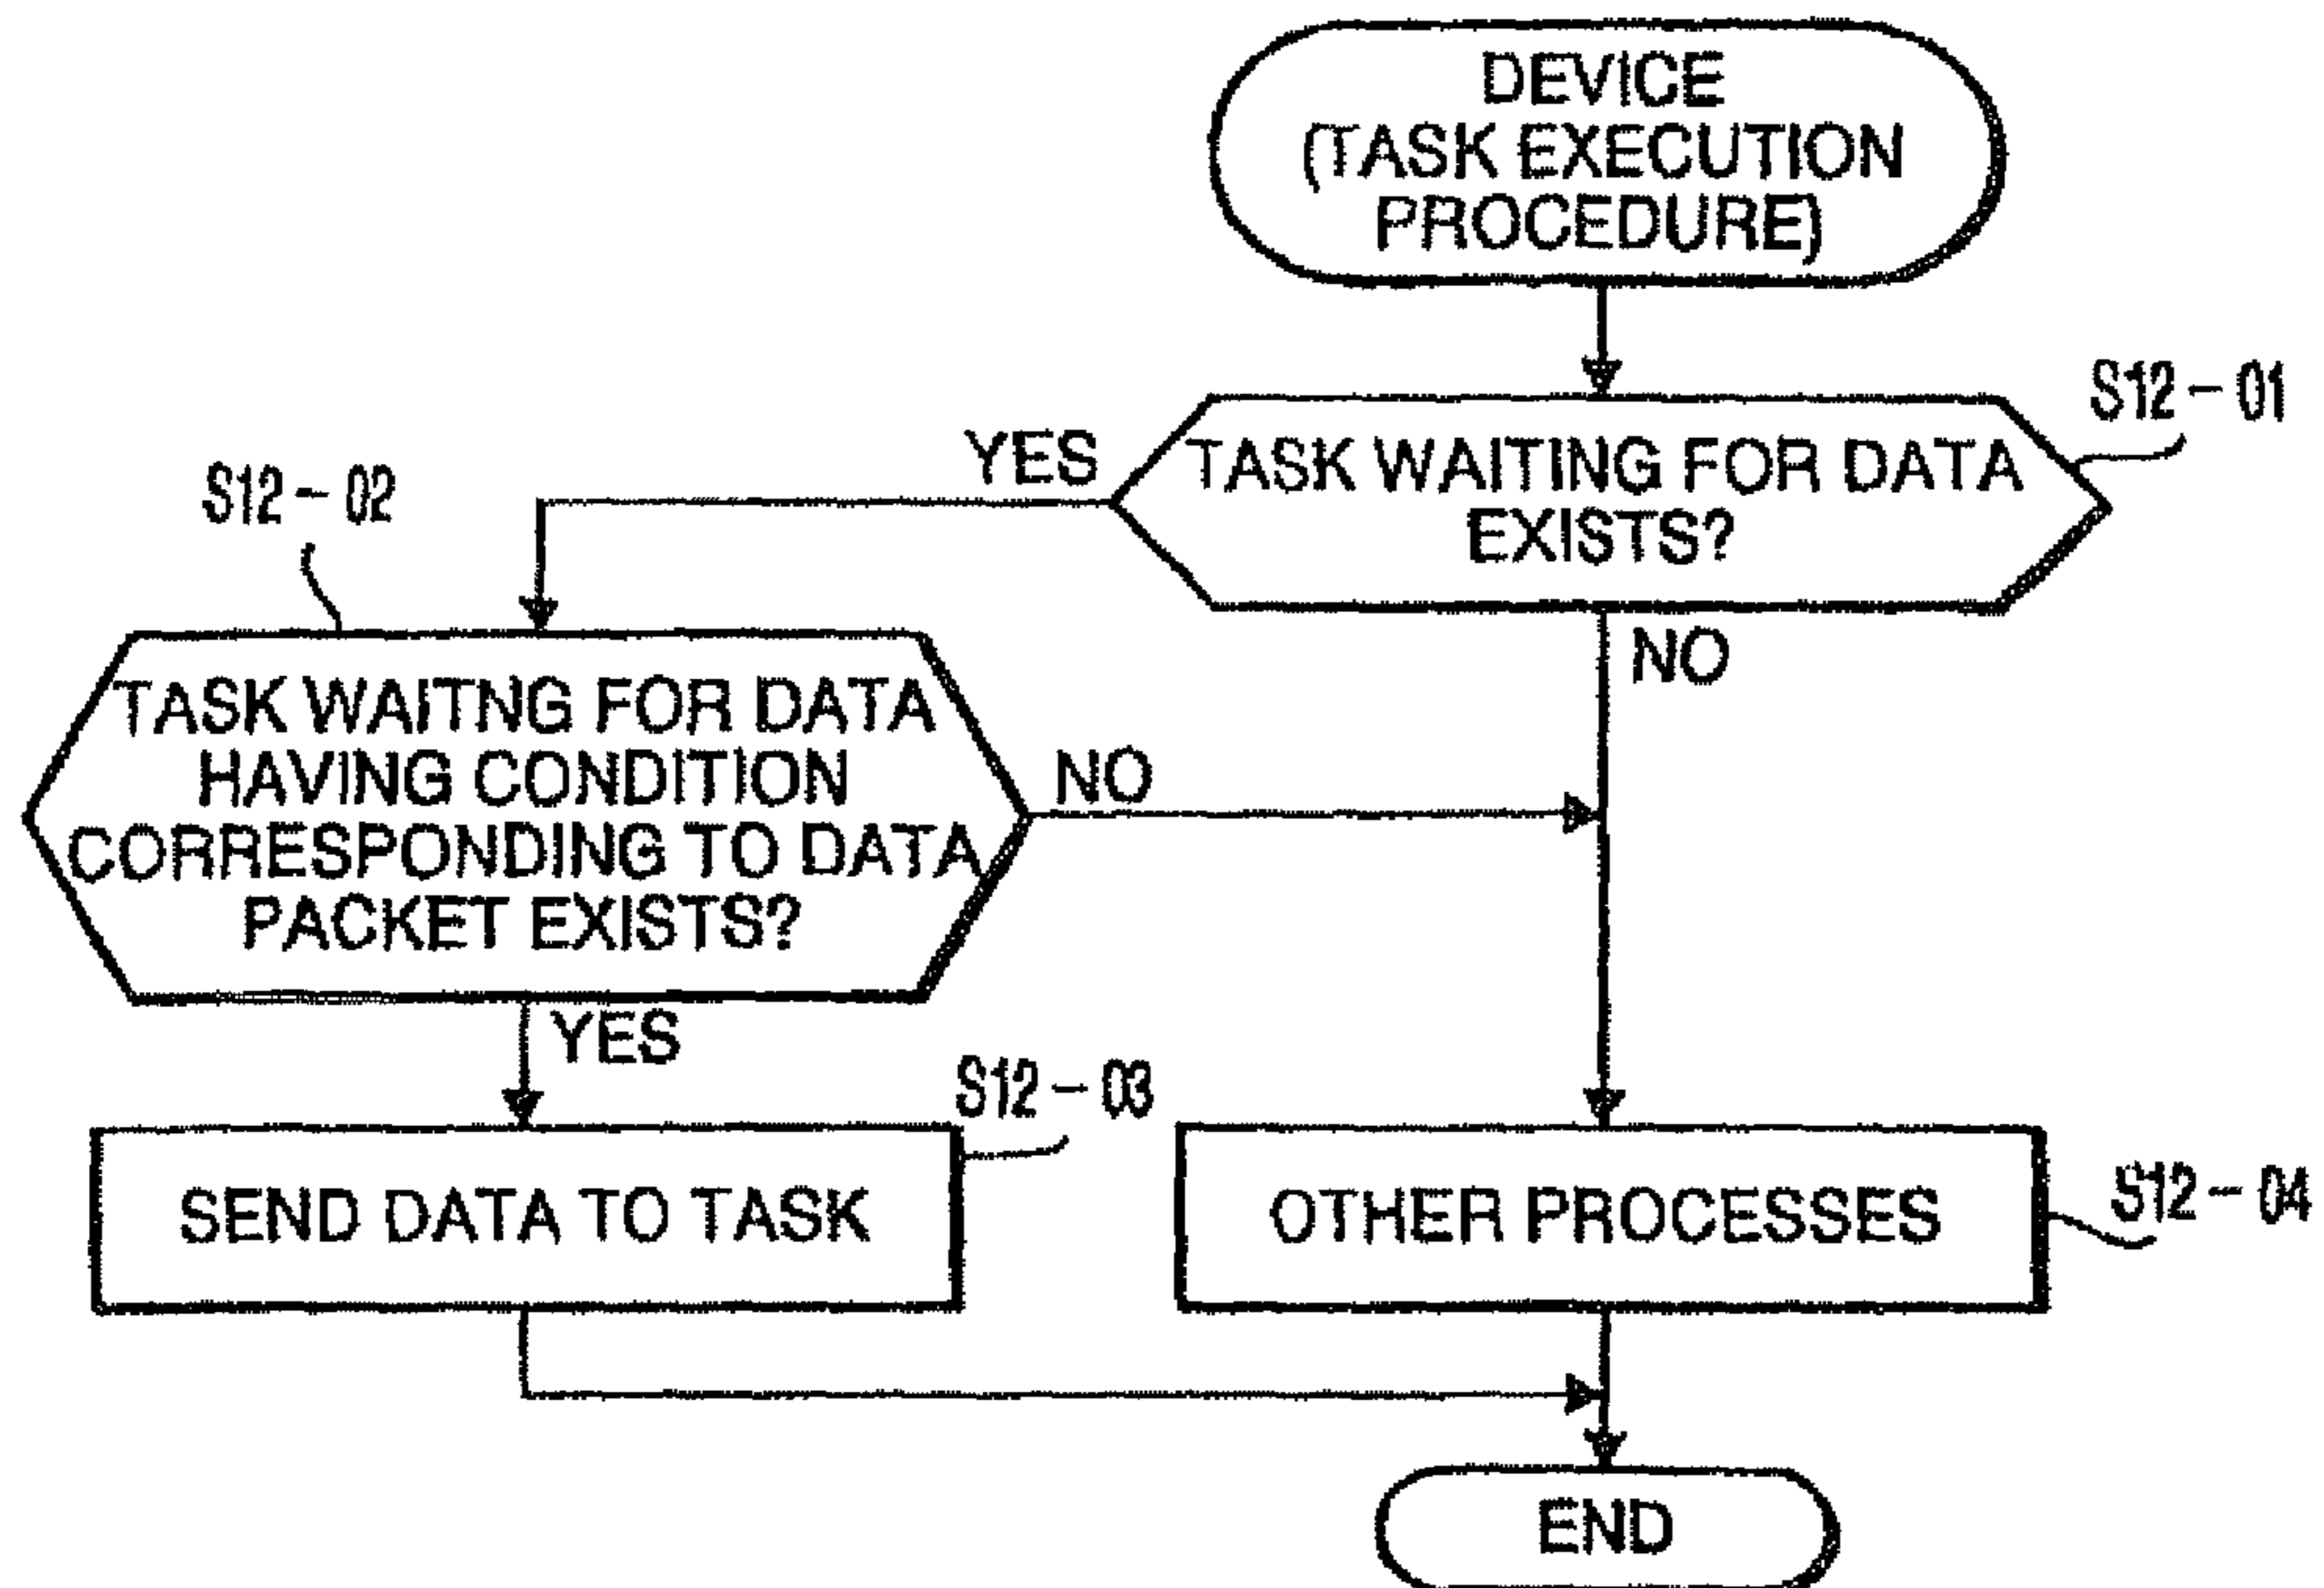 DEVICE
(TASK EXECUTION
PROCEDURE)
S12-01
TASK WAITING FOR DATA
EXISTS?
YES
NO
S12-02
TASK WAITNG FOR DATA
HAVING CONDITION
CORRESPONDING TO DATA
PACKET EXISTS?
NO
YES
S12-03
SEND DATA TO TASK
OTHER PROCESSES
S12-04
END